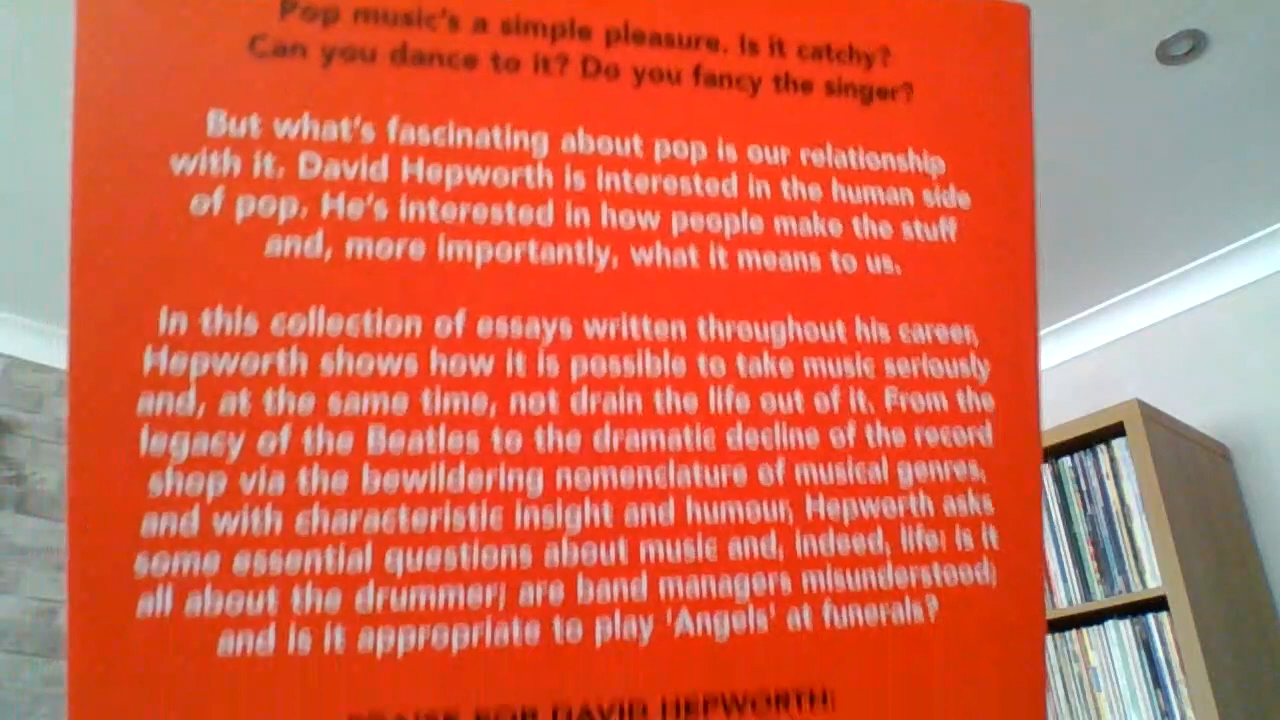 Pop music's a simple pleasure. Is it catchy?
Can you dance to it? Do you fancy the singer?
But what's fascinating about pop is our relationship
with it. David Hepworth is interested in the human side
of pop. He's interested in how people make the stuff
and, more importantly, what it means to us.
In this collection of essays written throughout his career,
Hepworth shows how it is possible to take music seriously
and, at the same time, not drain the life out of it. From the
legacy of the Beatles to the dramatic decline of the record
shop via the bewildering nomenclature of musical genres,
and with characteristic insight and humour, Hepworth asks
some essential questions about music and, indeed, life: is it
all about the drummer; are band managers misunderstood;
and is it appropriate to play 'Angels' at funerals?
PRAISE FOR DAVID HEPWORTH: